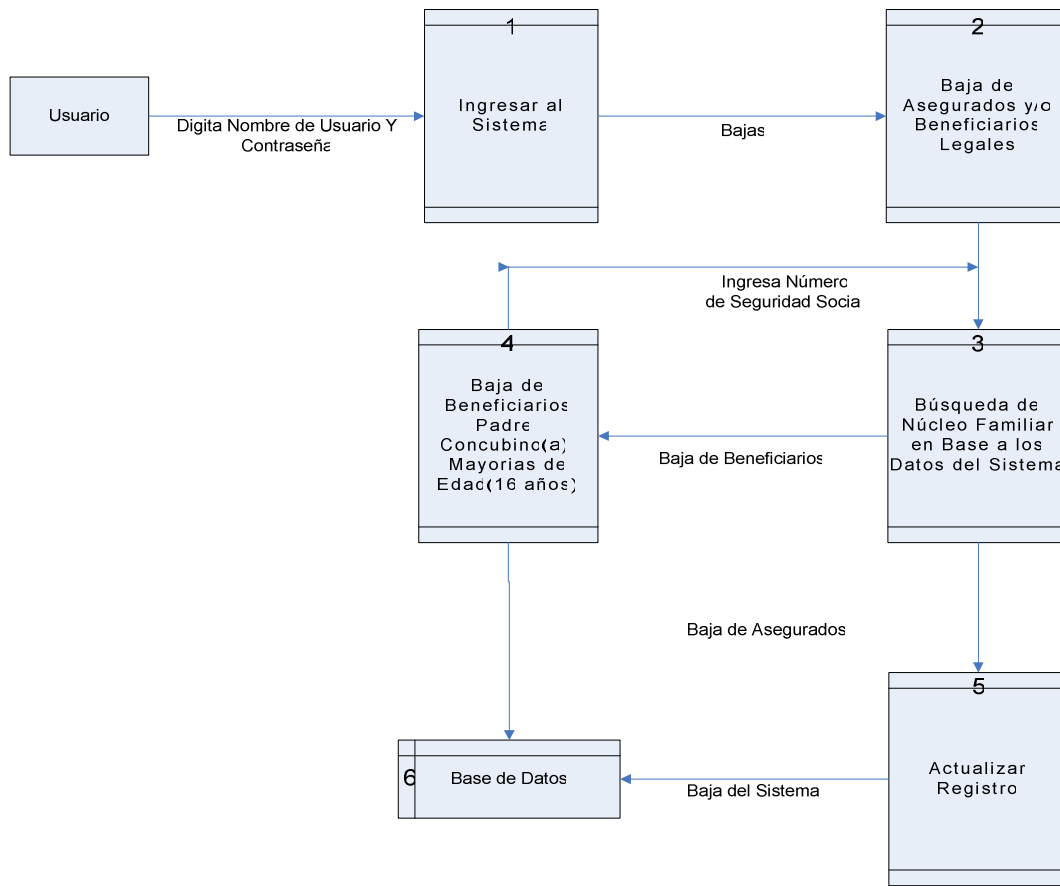 1
Ingresar al
Sistema
2
Baja de
Asegurados y/o
Beneficiarios
Legales
Usuario
Digita Nombre de Usuario Y
Contraseña
Bajas
Ingresa Número
de Seguridad Socia
4
Baja de
Beneficiarios
Padre
Concubino(a)
Mayorias de
Edad(16 años)
3
Búsqueda de
Núcleo Familiar
en Base a los
Datos del Sistema
Baja de Beneficiarios
Baja de Asegurados
5
Actualizar
Registro
6
Base de Datos
Baja del Sistema